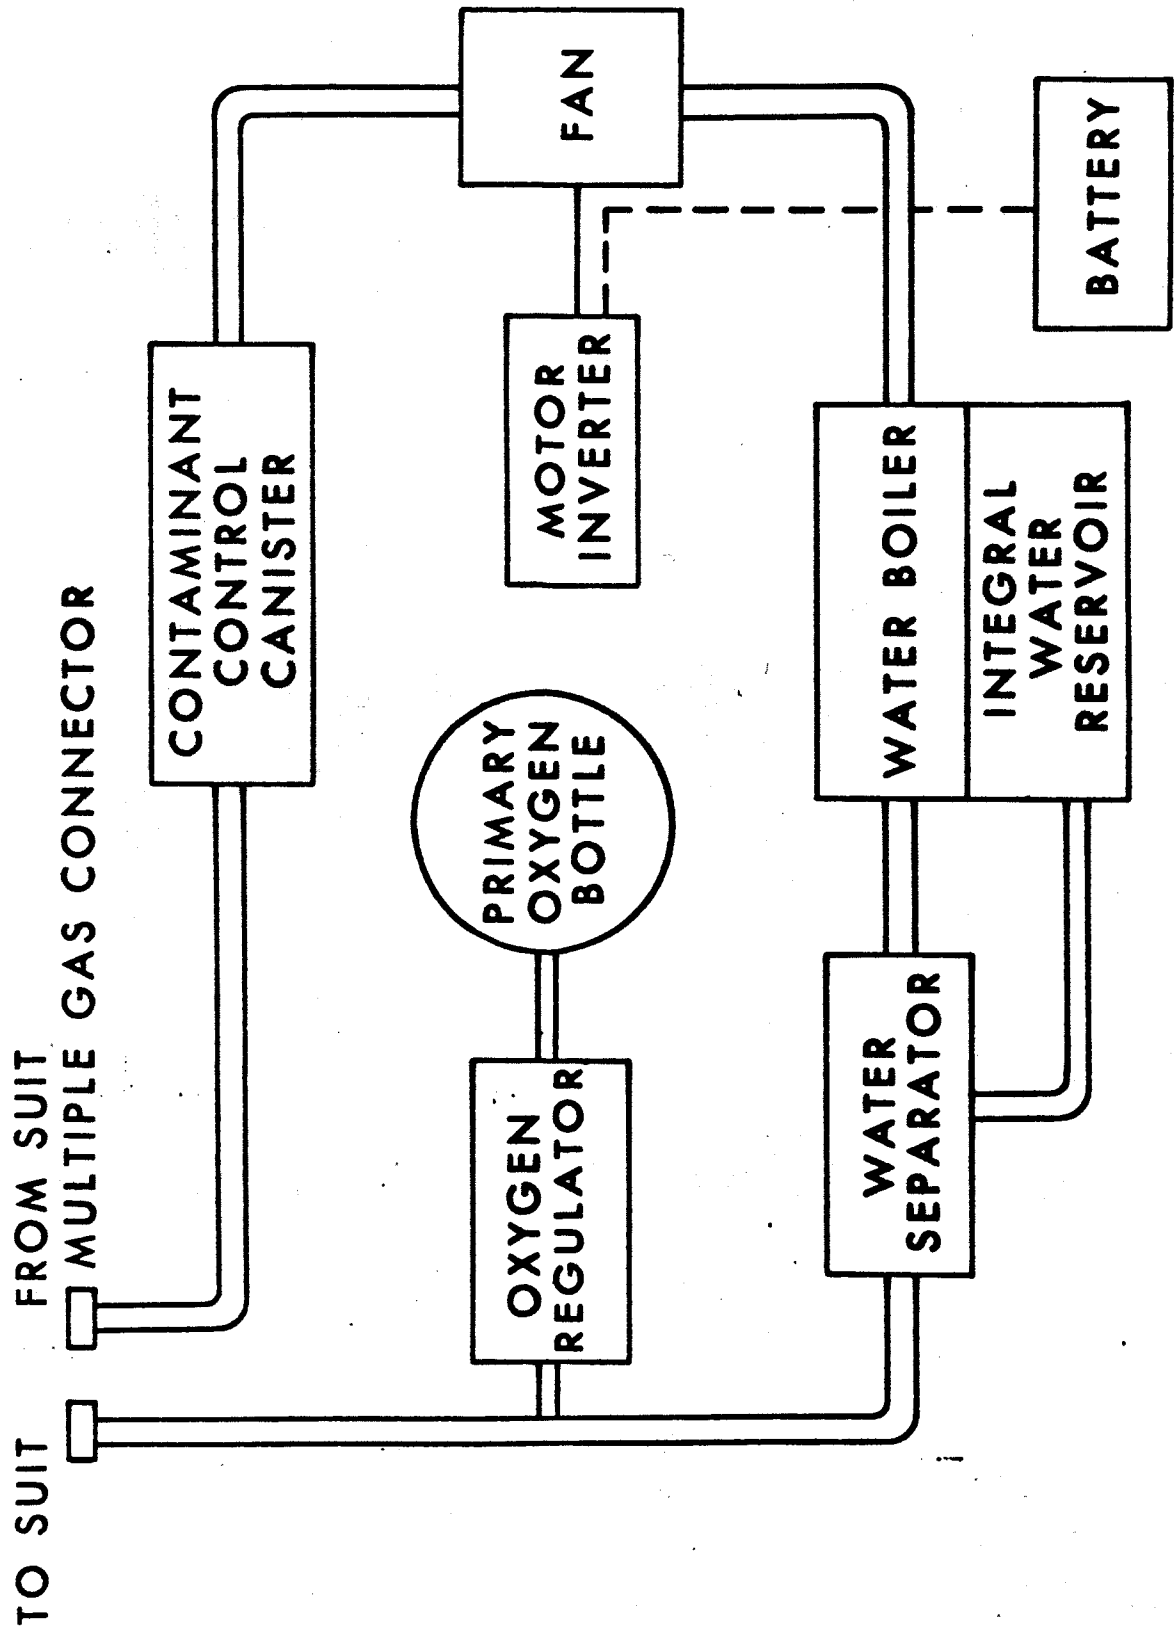 TO SUIT
FROM SUIT
MULTIPLE GAS CONNECTOR
CONTAMINANT
CONTROL
CANISTER
OXYGEN
REGULATOR
PRIMARY
OXYGEN
BOTTLE
MOTOR
INVERTER
FAN
WATER
SEPARATOR
WATER BOILER
INTEGRAL
WATER
RESERVOIR
BATTERY